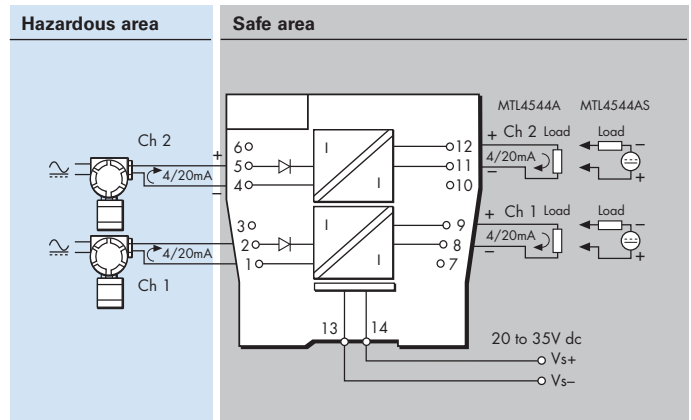 Hazardous area
Safe area
MTL4544A MTL4544AS
Ch 2
+
6
5
4
–
4/20mA
I
I
12
11
10
+ Ch 2 Load
4/20mA
–
Load –
+
3
2
1
4/20mA
Ch 1
I
I
9
8
7
+ Ch 1 Load
4/20mA
–
Load –
+
13 14
20 to 35V dc
Vs+
Vs–